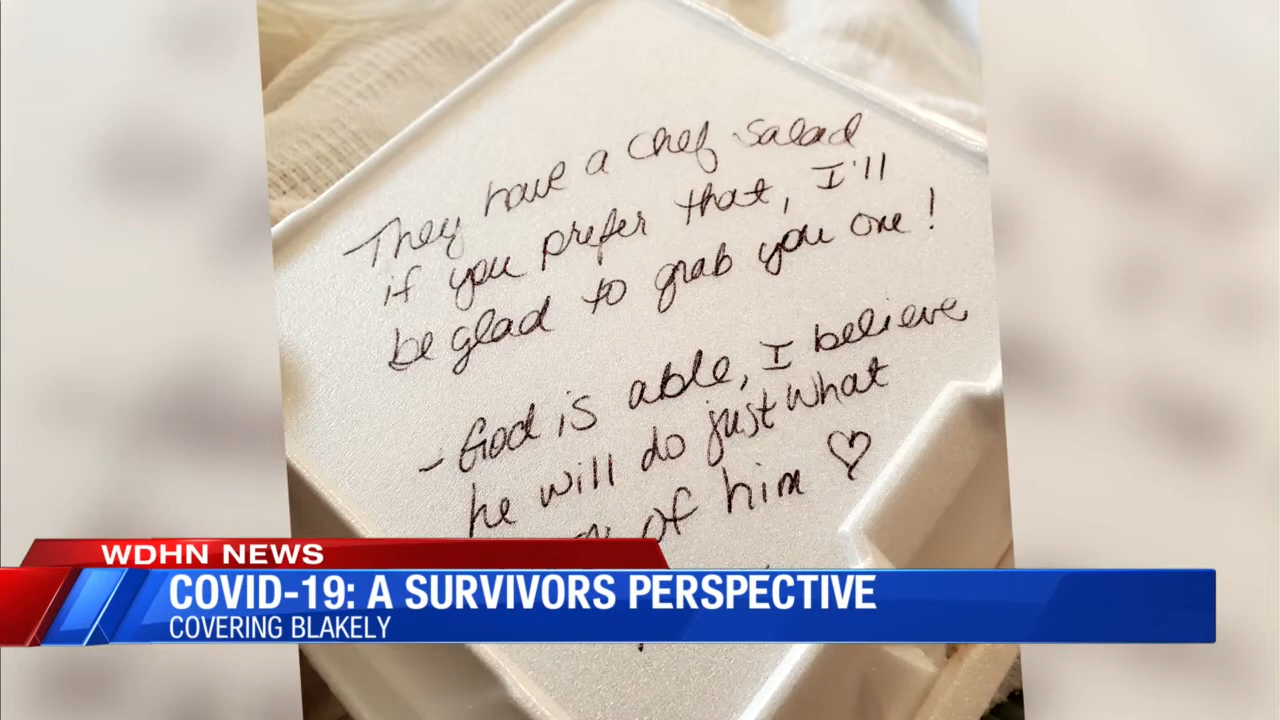 They have a chef salad
if you prefer that, I'll
be glad to grab you one!
- God is able, I believe
he will do just what
of him ♡
WDHN NEWS
COVID-19: A SURVIVORS PERSPECTIVE
COVERING BLAKELY